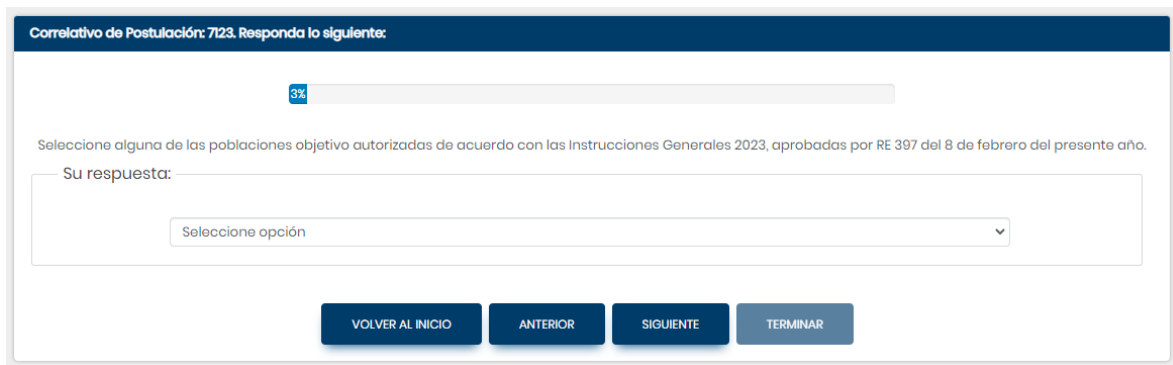 Correlativo de Postulación: 7123. Responda lo siguiente:
3%
Seleccione alguna de las poblaciones objetivo autorizadas de acuerdo con las Instrucciones Generales 2023, aprobadas por RE 397 del 8 de febrero del presente año.
Su respuesta:
Seleccione opción
VOLVER AL INICIO ANTERIOR SIGUIENTE TERMINAR